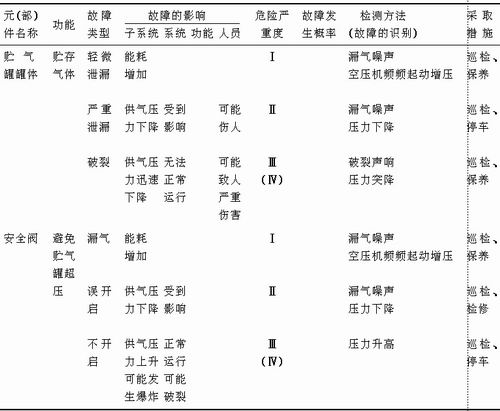 元(部) 功能 故障 故障的影响 危险严 故障发 检测方法 采取
件名称 类型 子系统 系统 功能 人员 重度 生概率 (故障的识别) 措施
贮气 贮存 轻微 能耗 Ⅰ 漏气噪声 巡检、
罐罐体 气体 泄漏 增加 空压机频频起动增压 保养
严重 供气压 受到 可能 Ⅱ 漏气噪声 巡检、
泄漏 力下降 影响 伤人 压力下降 停车
破裂 供气压 无法 可能 Ⅲ 破裂声响 巡检、
力迅速 正常 致人 (Ⅳ) 压力突降 保养
下降 运行 严重
伤害
安全阀 避免 漏气 能耗 Ⅰ 漏气噪声 巡检、
贮气 增加 空压机频频起动增压 保养
罐超
压 误开 供气压 受到 Ⅱ 漏气噪声 巡检、
启 力下降 影响 压力下降 检修
不开 供气压 正常 Ⅲ 压力升高 巡检、
启 力上升 运行 (Ⅳ) 停车
可能发 可能
生爆炸 破裂